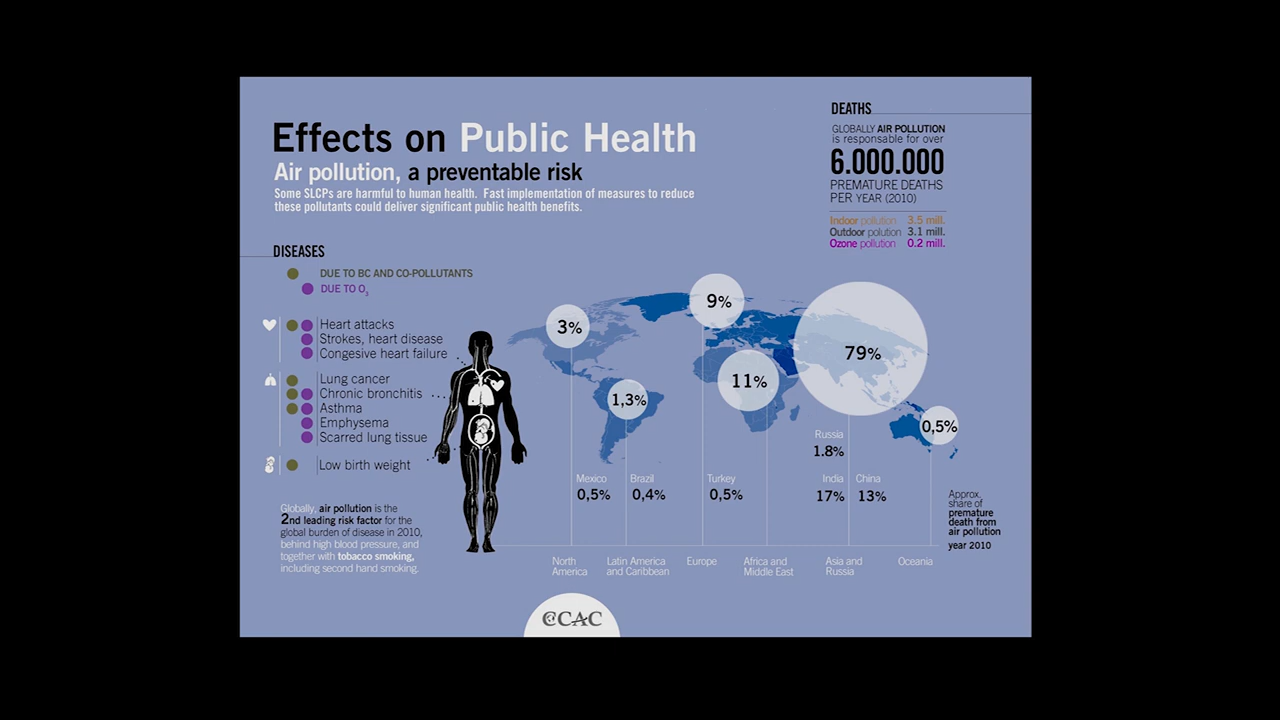 Effects on Public Health
Air pollution, a preventable risk
Some SLCPs are harmful to human health. Fast implementation of measures to reduce
these pollutants could deliver significant public health benefits.
DEATHS
GLOBALLY AIR POLLUTION
is responsible for over
6.000.000
PREMATURE DEATHS
PER YEAR (2010)
Indoor pollution 3.5 mill.
Outdoor polution 3.1 mill.
Ozone pollution 0.2 mill.
DISEASES
DUE TO BC AND CO-POLLUTANTS
DUE TO O3
Heart attacks
Strokes, heart disease
Congesive heart failure
Lung cancer
Chronic bronchitis
Asthma
Emphysema
Scarred lung tissue
Low birth weight
Globally, air pollution is the
2nd leading risk factor for the
global burden of disease in 2010,
behind high blood pressure, and
together with tobacco smoking,
including second hand smoking.
3%
1,3%
9%
11%
79%
0,5%
Russia
1.8%
Mexico
0,5%
Brazil
0,4%
Turkey
0,5%
India
17%
China
13%
North
America
Latin America
and Caribbean
Europe
Africa and
Middle East
Asia and
Russia
Oceania
Approx.
share of
premature
death from
air pollution
year 2010
CCAC